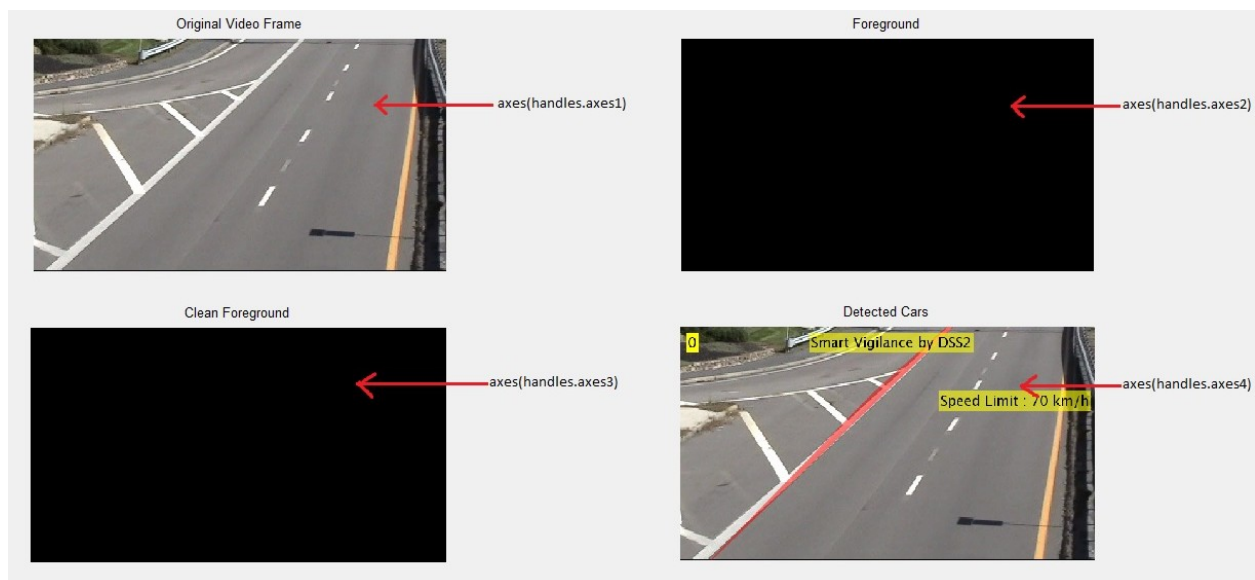 Original Video Frame
Foreground
axes(handles.axes1)
axes(handles.axes2)
Clean Foreground
Detected Cars
0
Smart Vigilance by DSS2
axes(handles.axes3)
axes(handles.axes4)
Speed Limit : 70 km/h